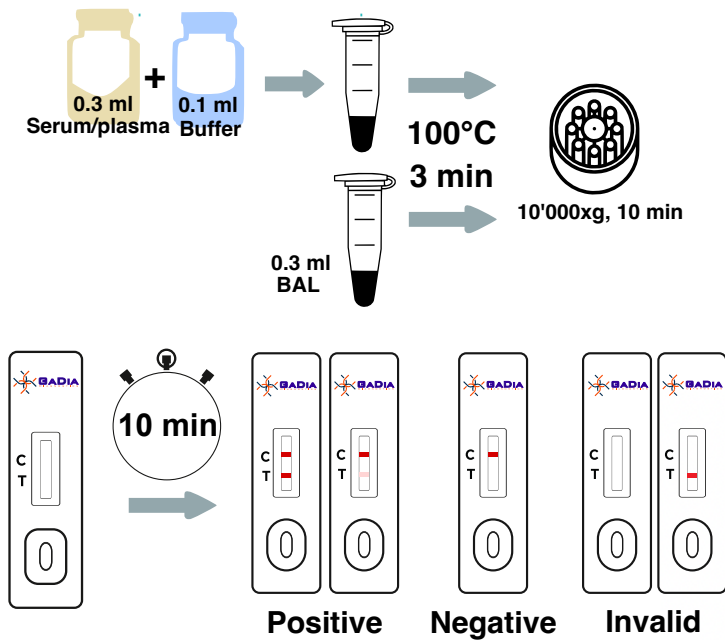 0.3 ml
Serum/plasma
+
0.1 ml
Buffer
100°C
3 min
10'000xg, 10 min
0.3 ml
BAL
GADIA
C
T
10 min
GADIA
C
T
GADIA
C
T
GADIA
C
T
GADIA
C
T
GADIA
C
T
Positive
Negative
Invalid